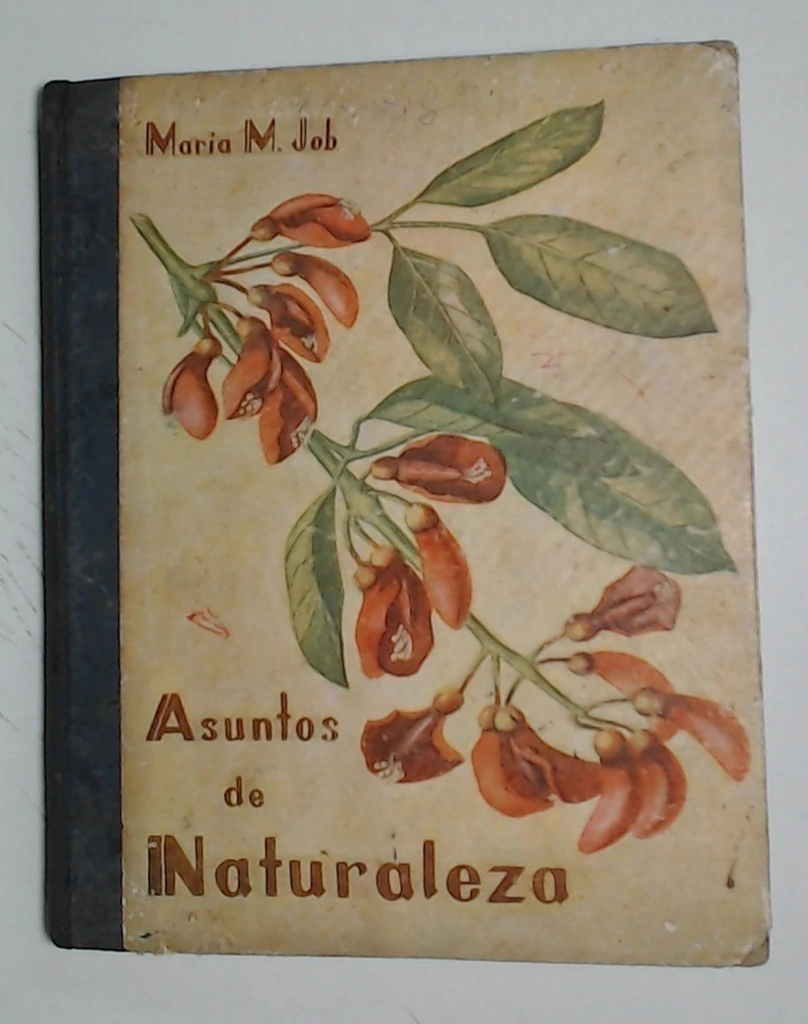 Maria M. Job
Asuntos
de
Naturaleza